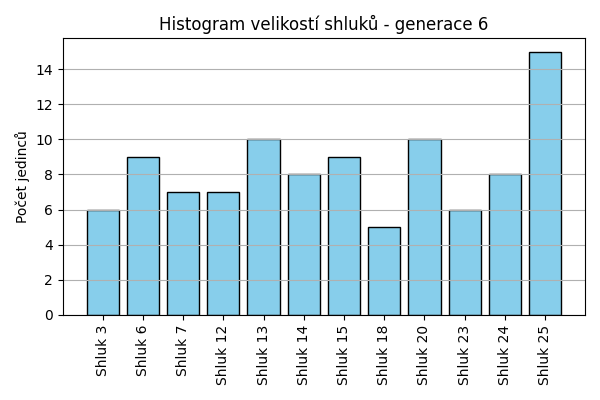 Histogram velikostí shluků - generace 6
Počet jedinců
14
12
10
8
6
4
2
0
Shluk 3
Shluk 6
Shluk 7
Shluk 12
Shluk 13
Shluk 14
Shluk 15
Shluk 18
Shluk 20
Shluk 23
Shluk 24
Shluk 25